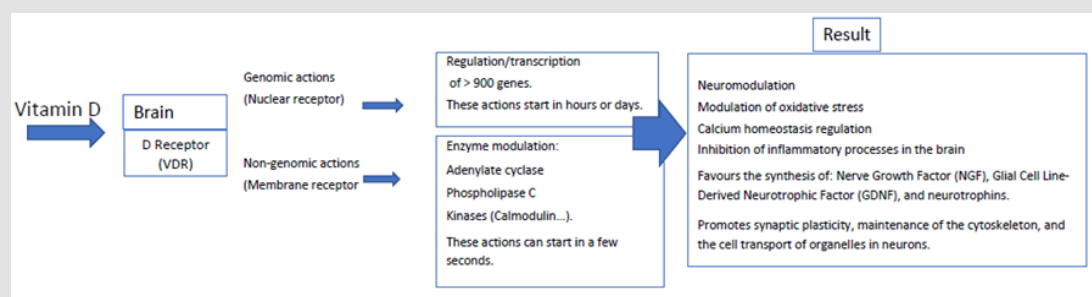 Vitamin D
Brain
D Receptor
(VDR)
Genomic actions
(Nuclear receptor)
Non-genomic actions
(Membrane receptor
Regulation/transcription
of > 900 genes.
These actions start in hours or days.
Enzyme modulation:
Adenylate cyclase
Phospholipase C
Kinases (Calmodulin...).
These actions can start in a few
seconds.
Result
Neuromodulation
Modulation of oxidative stress
Calcium homeostasis regulation
Inhibition of inflammatory processes in the brain
Favours the synthesis of: Nerve Growth Factor (NGF), Glial Cell Line-
Derived Neurotrophic Factor (GDNF), and neurotrophins.
Promotes synaptic plasticity, maintenance of the cytoskeleton, and
the cell transport of organelles in neurons.